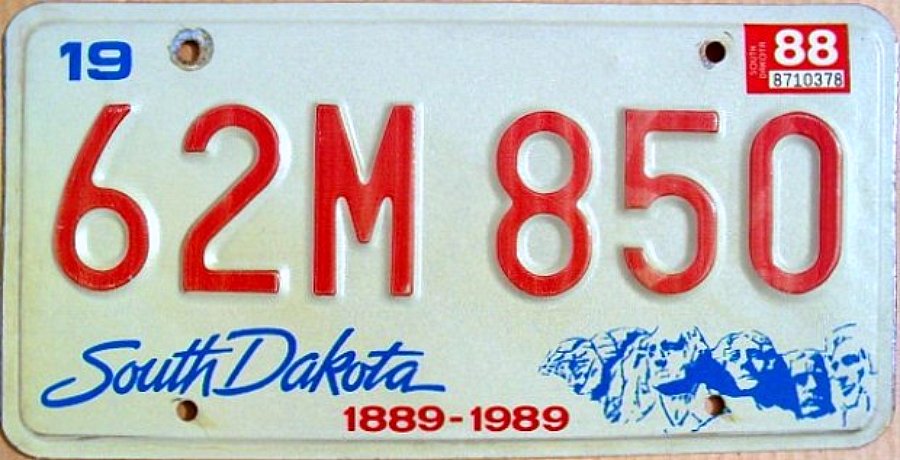 19
SOUTH DAKOTA
88
8710378
62M 850
South Dakota
1889-1989